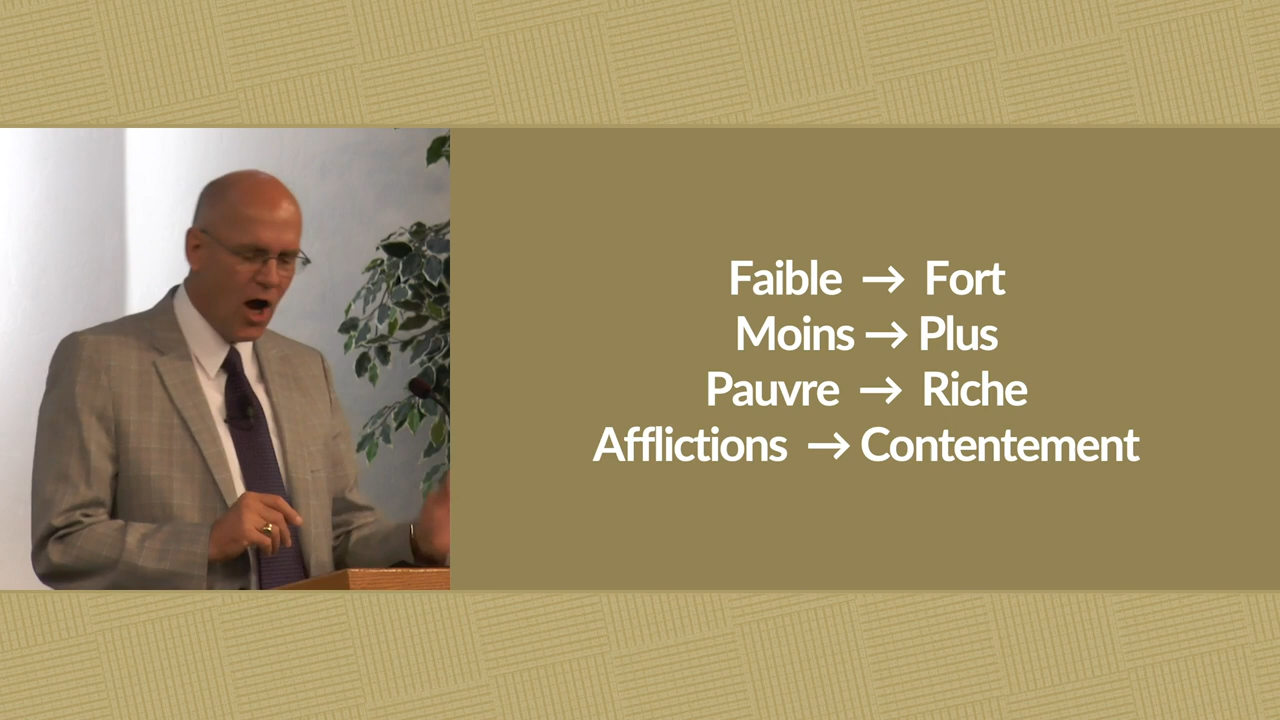 Faible → Fort
Moins → Plus
Pauvre → Riche
Afflictions → Contentement